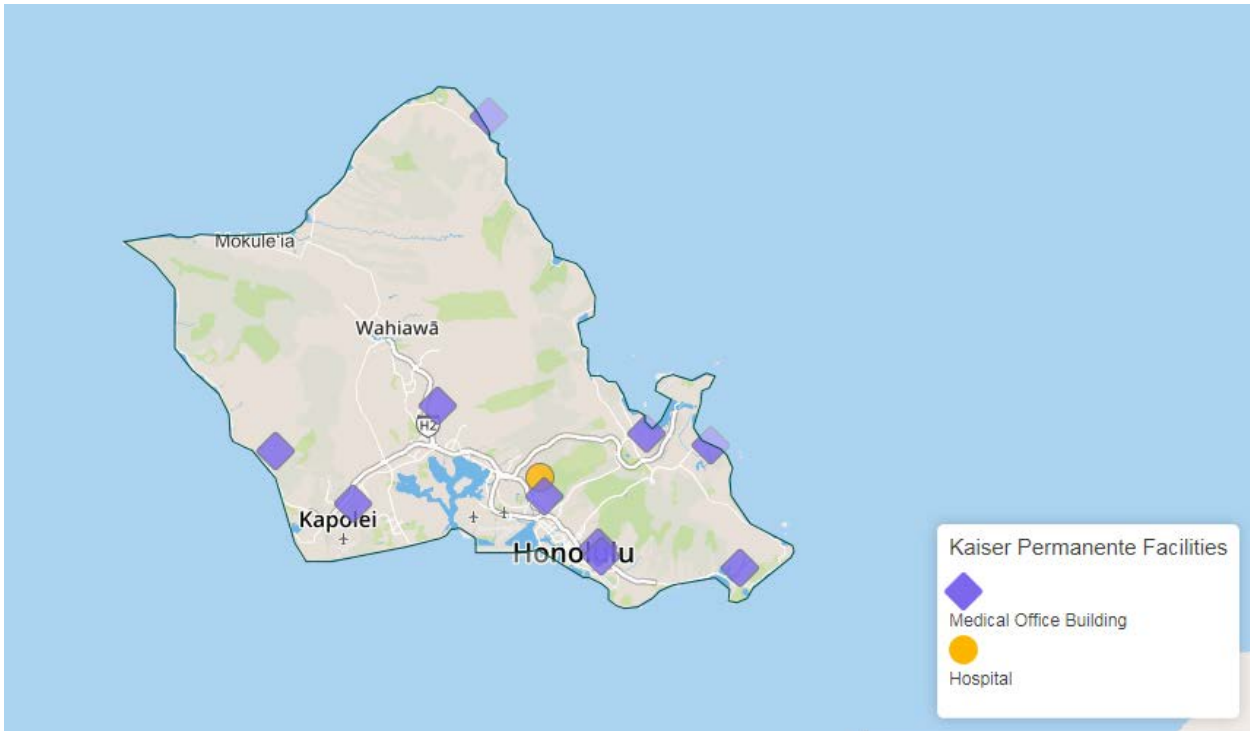 Mokule'ia
Wahiawā
H2
Kapolei
Honolulu
Kaiser Permanente Facilities
Medical Office Building
Hospital